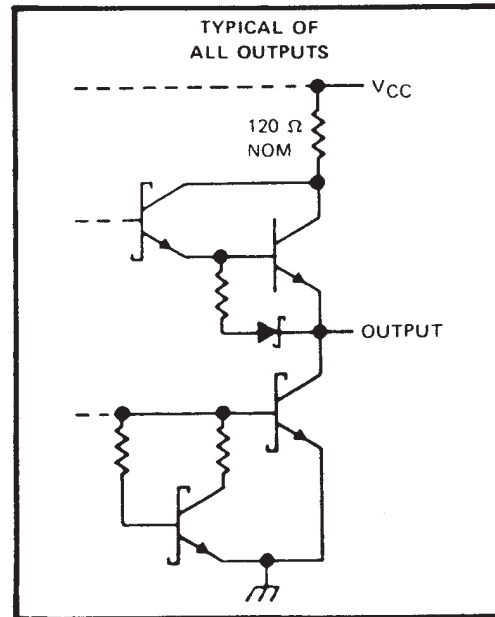 TYPICAL OF
ALL OUTPUTS
VCC
120 Ω
NOM
OUTPUT